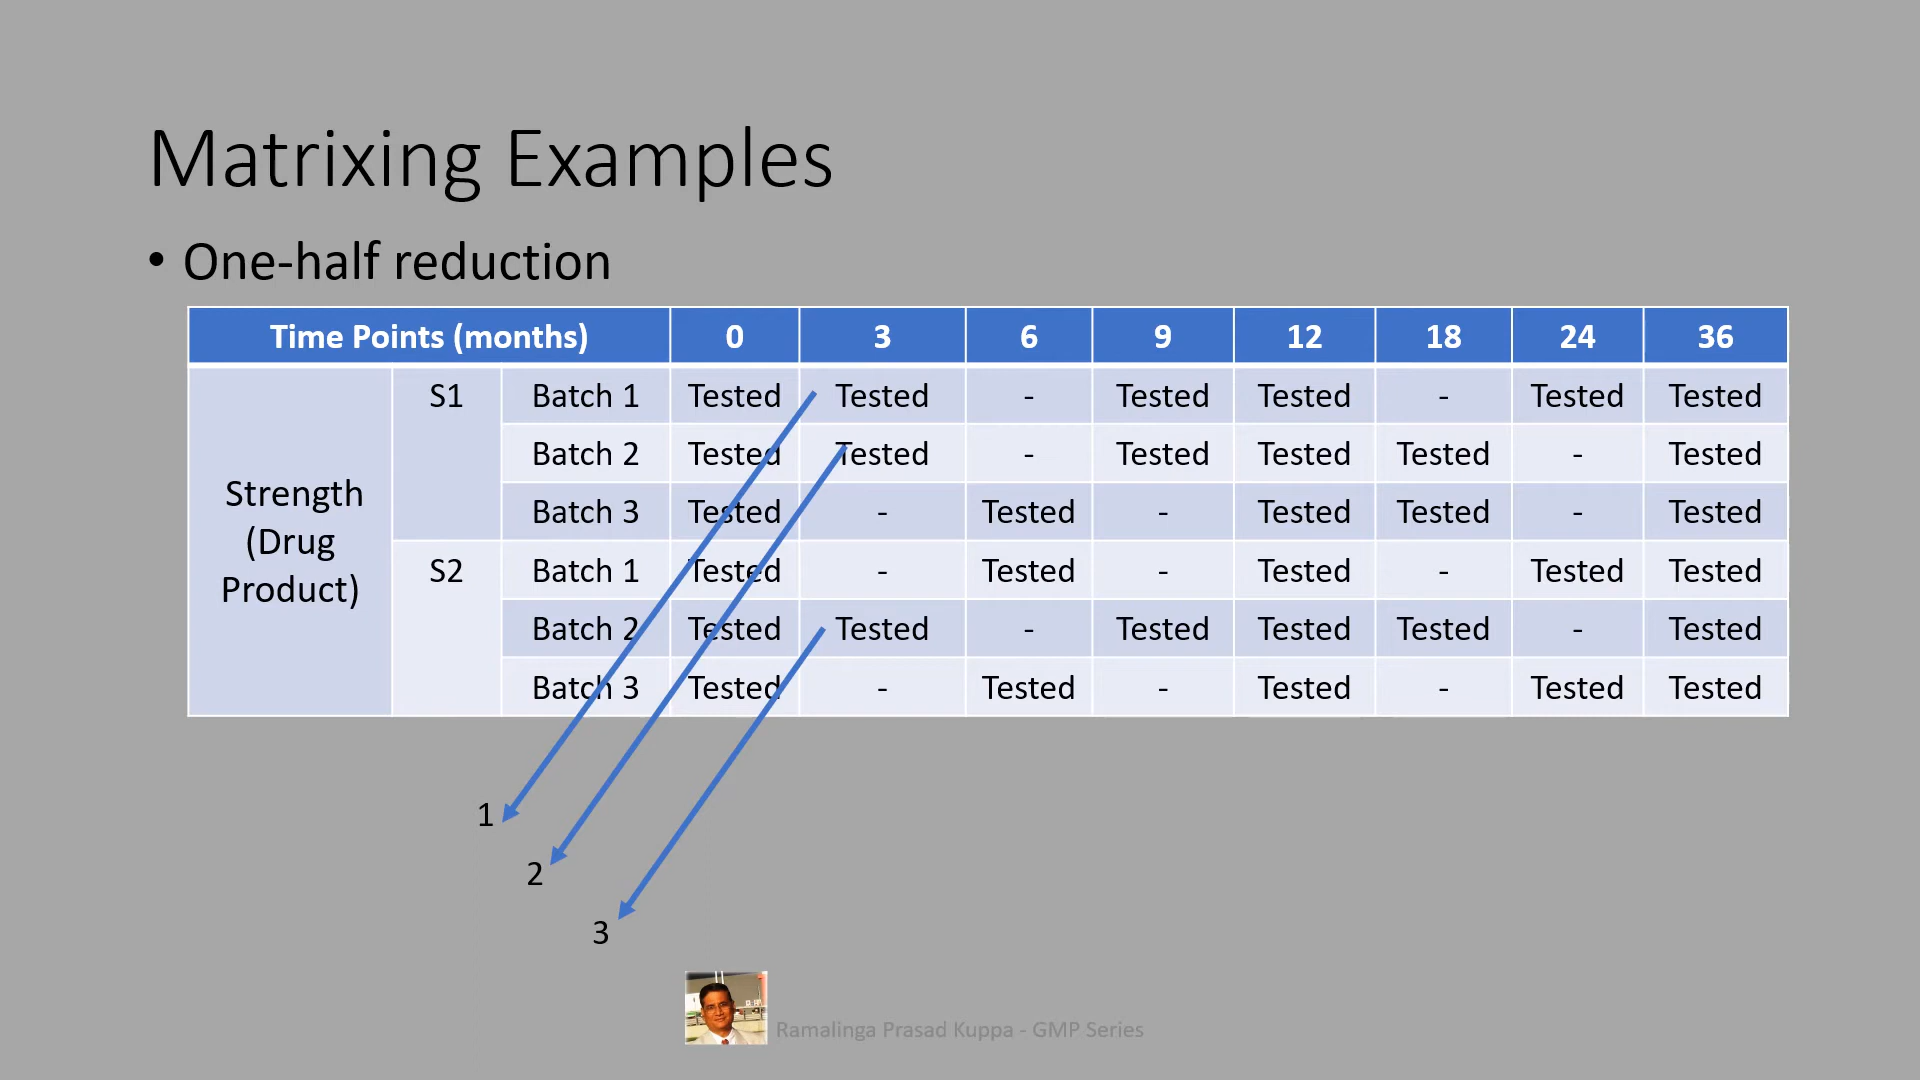 Matrixing Examples
• One-half reduction
Time Points (months) 0 3 6 9 12 18 24 36
Strength (Drug Product) S1 Batch 1 Tested Tested - Tested Tested - Tested Tested
Batch 2 Tested Tested - Tested Tested Tested - Tested
Batch 3 Tested - Tested - Tested Tested - Tested
S2 Batch 1 Tested - Tested - Tested - Tested Tested
Batch 2 Tested Tested - Tested Tested Tested - Tested
Batch 3 Tested - Tested - Tested - Tested Tested
1
2
3
Ramalinga Prasad Kuppa - GMP Series